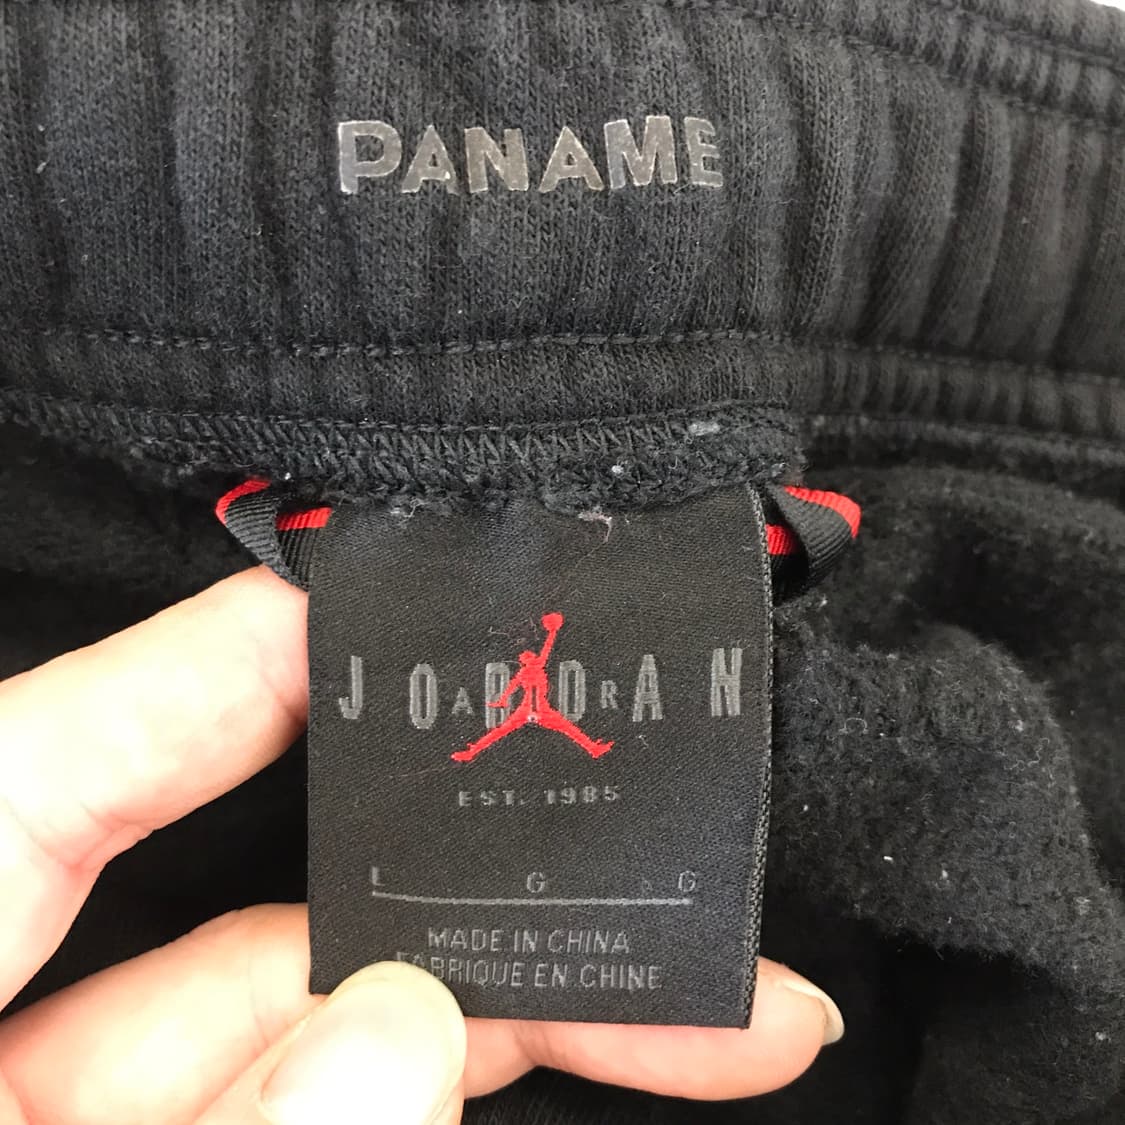 PANAME
JORDAN
AIR
EST. 1985
L G G
MADE IN CHINA
FABRIQUE EN CHINE